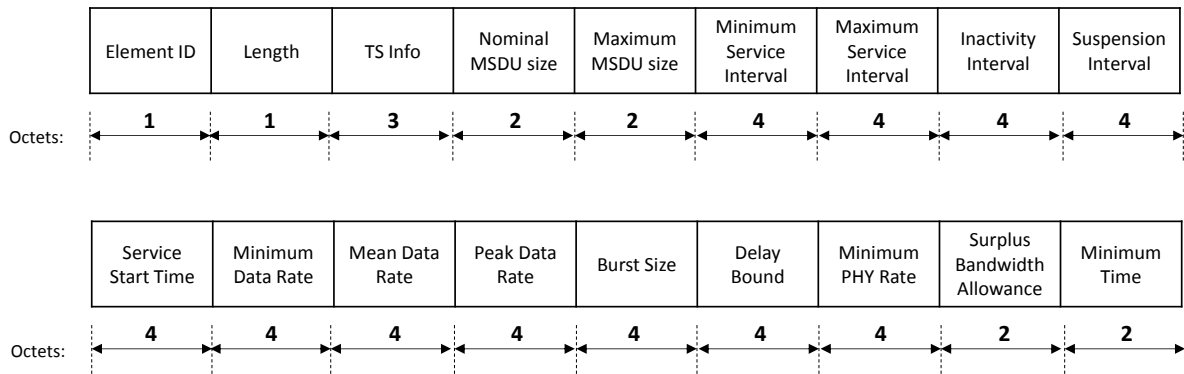 Element ID
Length
TS Info
Nominal
MSDU size
Maximum
MSDU size
Minimum
Service
Interval
Maximum
Service
Interval
Inactivity
Interval
Suspension
Interval
Octets:
1
1
3
2
2
4
4
4
4
Service
Start Time
Minimum
Data Rate
Mean Data
Rate
Peak Data
Rate
Burst Size
Delay
Bound
Minimum
PHY Rate
Surplus
Bandwidth
Allowance
Minimum
Time
Octets:
4
4
4
4
4
4
4
2
2